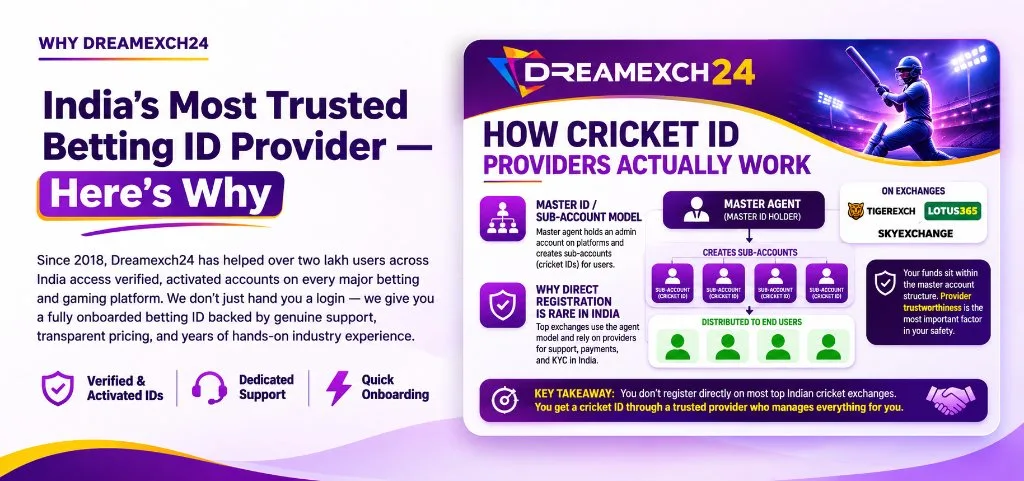 WHY DREAMEXCH24
India's Most Trusted
Betting ID Provider —
Here's Why
Since 2018, Dreamexch24 has helped over two lakh users across
India access verified, activated accounts on every major betting
and gaming platform. We don't just hand you a login — we give you
a fully onboarded betting ID backed by genuine support,
transparent pricing, and years of hands-on industry experience.
Verified &
Activated IDs
Dedicated
Support
Quick
Onboarding
DREAMEXCH24
HOW CRICKET ID
PROVIDERS ACTUALLY WORK
MASTER ID /
SUB-ACCOUNT MODEL
Master agent holds an admin
account on platforms and
creates sub-accounts
(cricket IDs) for users.
WHY DIRECT
REGISTRATION
IS RARE IN INDIA
Top exchanges use the agent
model and rely on providers
for support, payments,
and KYC in India.
MASTER AGENT
(MASTER ID HOLDER)
CREATES SUB-ACCOUNTS
SUB-ACCOUNT
(CRICKET ID)
SUB-ACCOUNT
(CRICKET ID)
SUB-ACCOUNT
(CRICKET ID)
SUB-ACCOUNT
(CRICKET ID)
DISTRIBUTED TO END USERS
ON EXCHANGES
TIGEREXCH
LOTUS365
SKYEXCHANGE
Your funds sit within
the master account
structure. Provider
trustworthiness is the
most important factor
in your safety.
KEY TAKEAWAY: You don't register directly on most top Indian cricket exchanges.
You get a cricket ID through a trusted provider who manages everything for you.